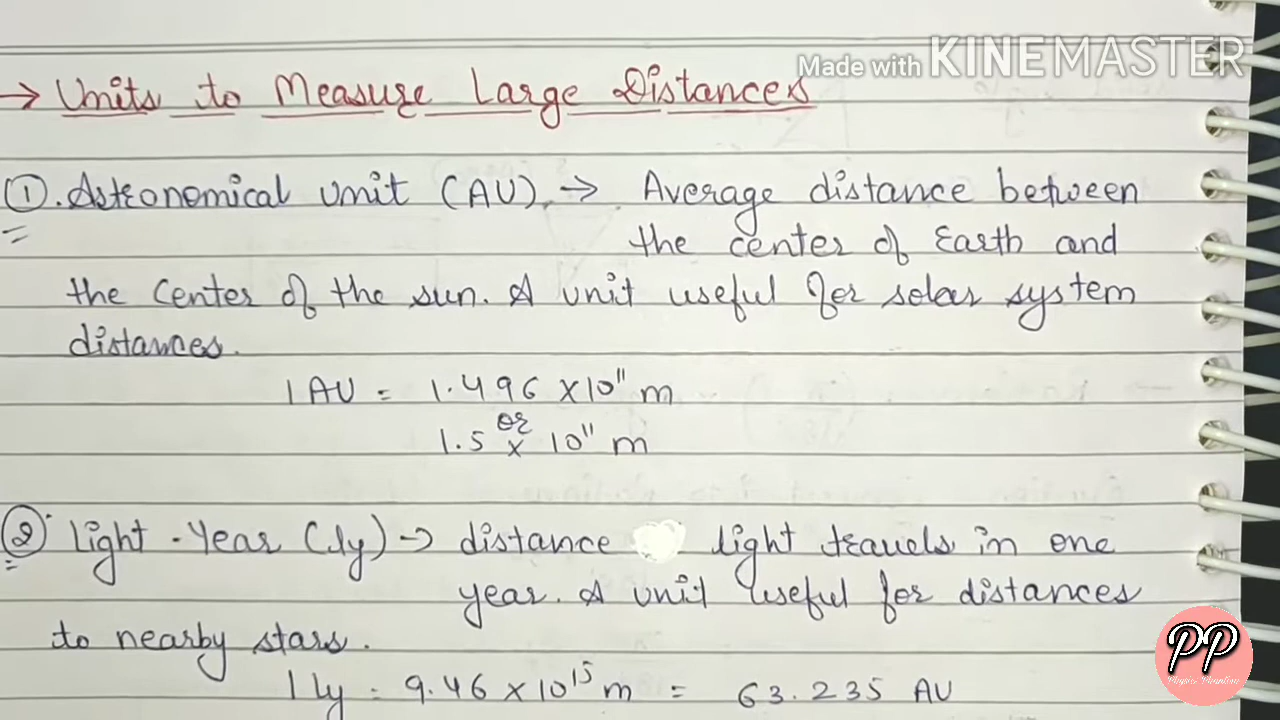 Made with KINEMASTER
→ Units to Measure Large Distances
①. Astronomical unit (AU) → Average distance between
the center of Earth and
the center of the sun. A unit useful for solar system
distances.
1 AU = 1.496 × 10¹¹ m
or
1.5 × 10¹¹ m
②. Light - Year (ly) → distance light travels in one
year. A unit useful for distances
to nearby stars.
1 ly = 9.46 × 10¹⁵ m = 63.235 AU
PP